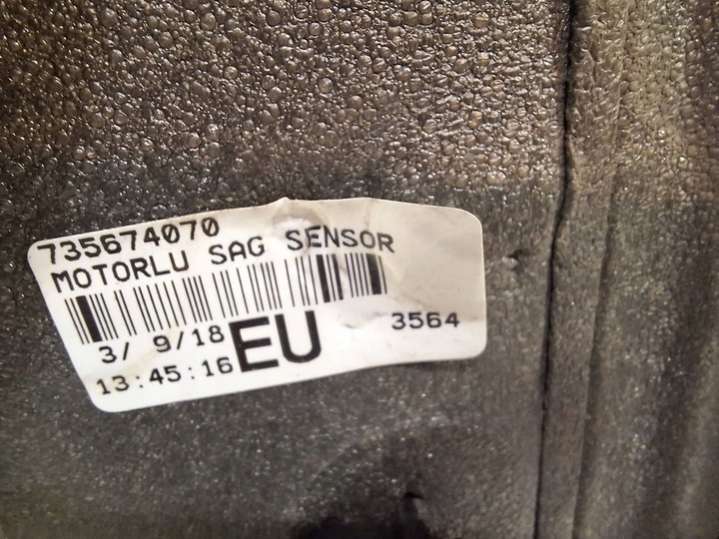 735674070
MOTORLU SAG SENSOR
3/ 9/18
EU
3564
13:45:16